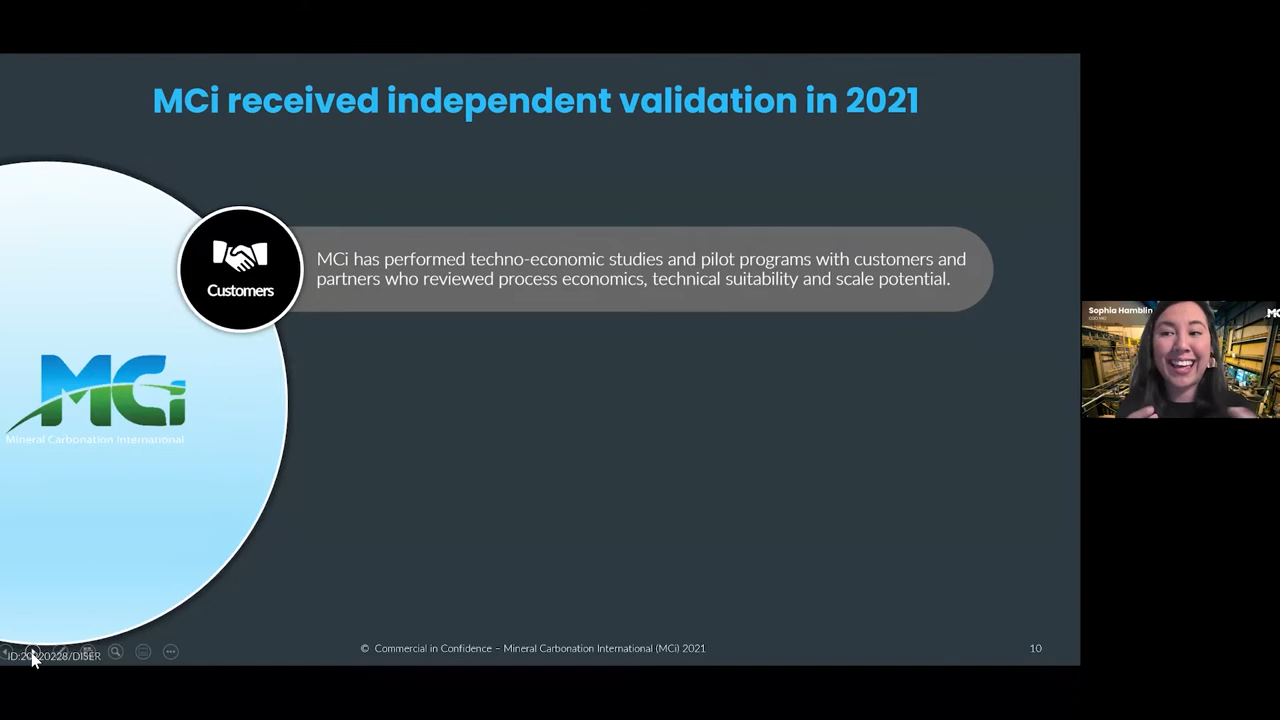 MCi received independent validation in 2021
Customers
MCi has performed techno-economic studies and pilot programs with customers and
partners who reviewed process economics, technical suitability and scale potential.
MCi
Mineral Carbonation International
Sophia Hamblin
© Commercial in Confidence – Mineral Carbonation International (MCi) 2021
10